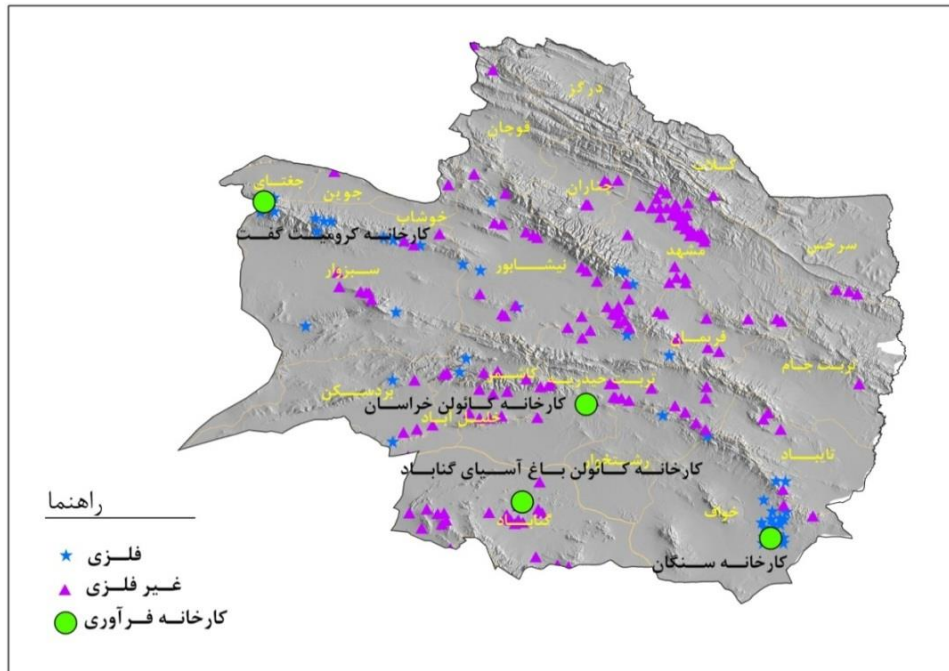 درگز
قوچان
کلات
چناران
جغتای
جوین
خوشاب
سرخس
کارخانه کرومیت گفت
مشهد
نیشابور
سبزوار
فریمان
تربت جام
کاشمر
تربت حیدریه
بردسکن
کارخانه کائولن خراسان
خلیل آباد
تایباد
رشتخوار
کارخانه کائولن باغ آسیای گناباد
خواف
گناباد
کارخانه سنگان
راهنما
فلزی
غیر فلزی
کارخانه فرآوری